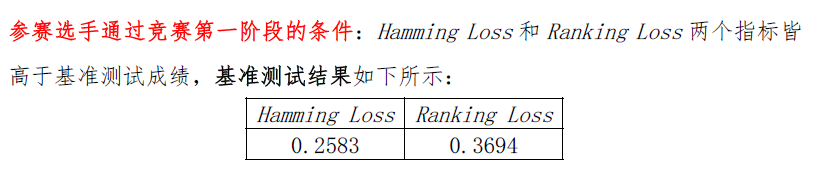 参赛选手通过竞赛第一阶段的条件：Hamming Loss 和 Ranking Loss 两个指标皆
高于基准测试成绩，基准测试结果如下所示：
Hamming Loss Ranking Loss
0.2583 0.3694